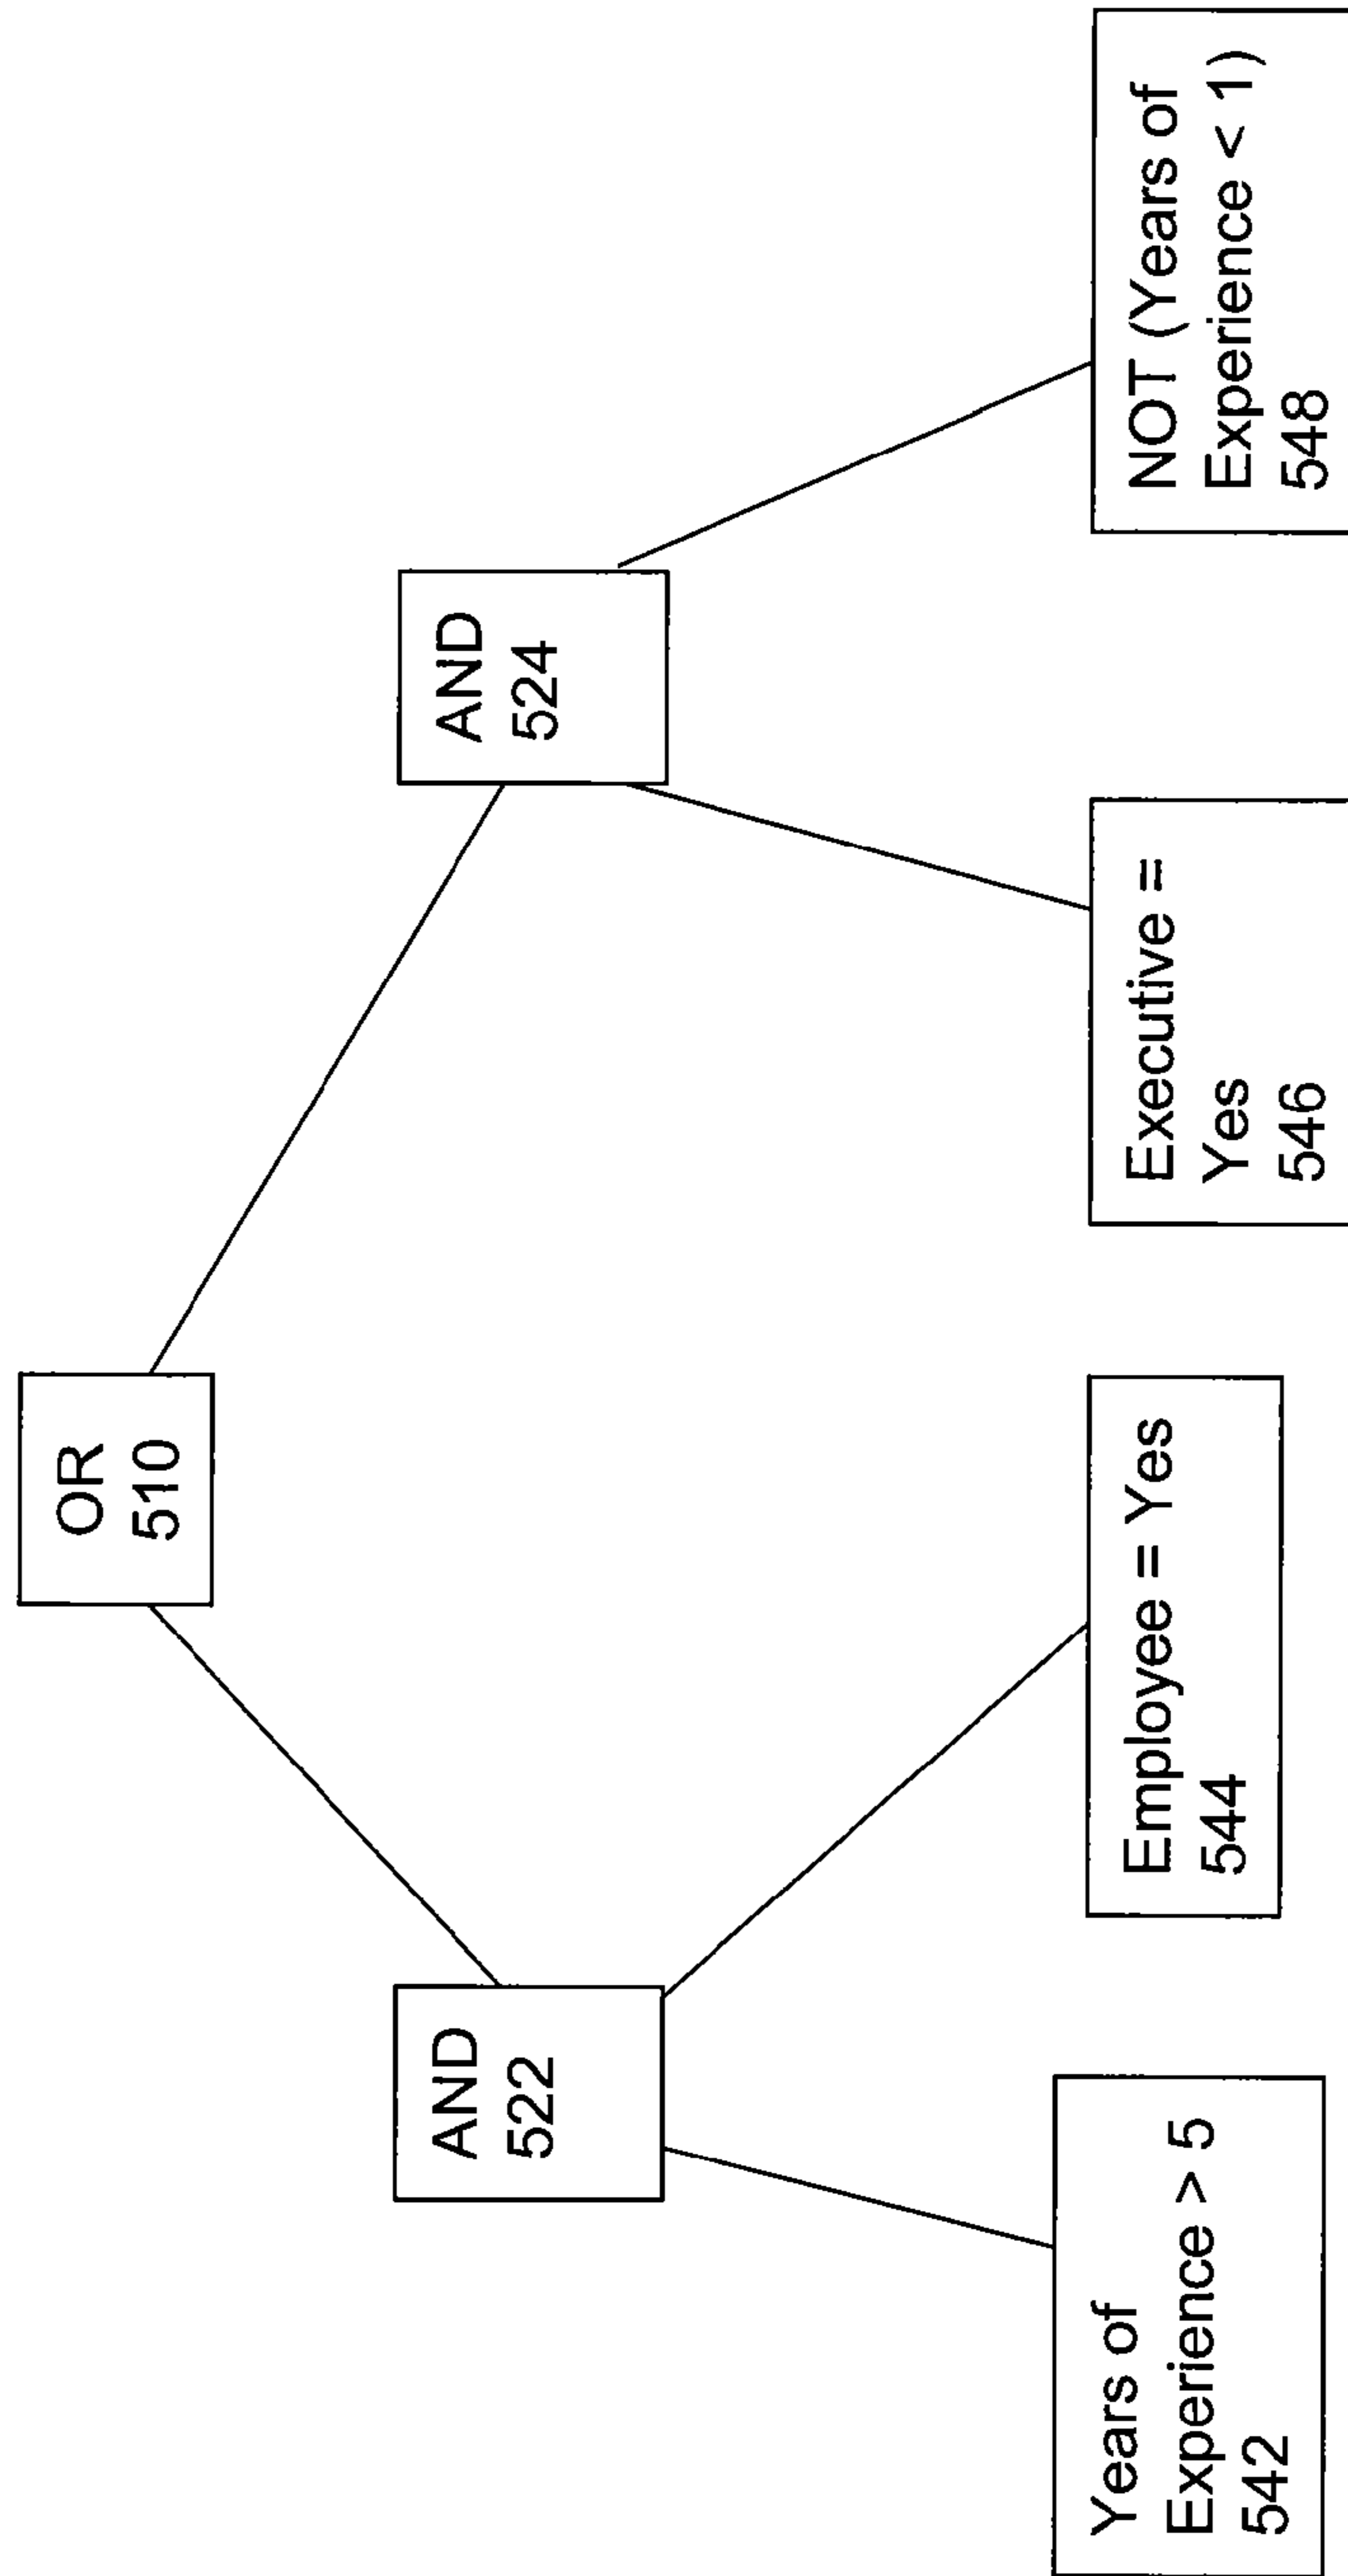 OR
510
AND
522
AND
524
Years of
Experience > 5
542
Employee = Yes
544
Executive =
Yes
546
NOT (Years of
Experience < 1)
548